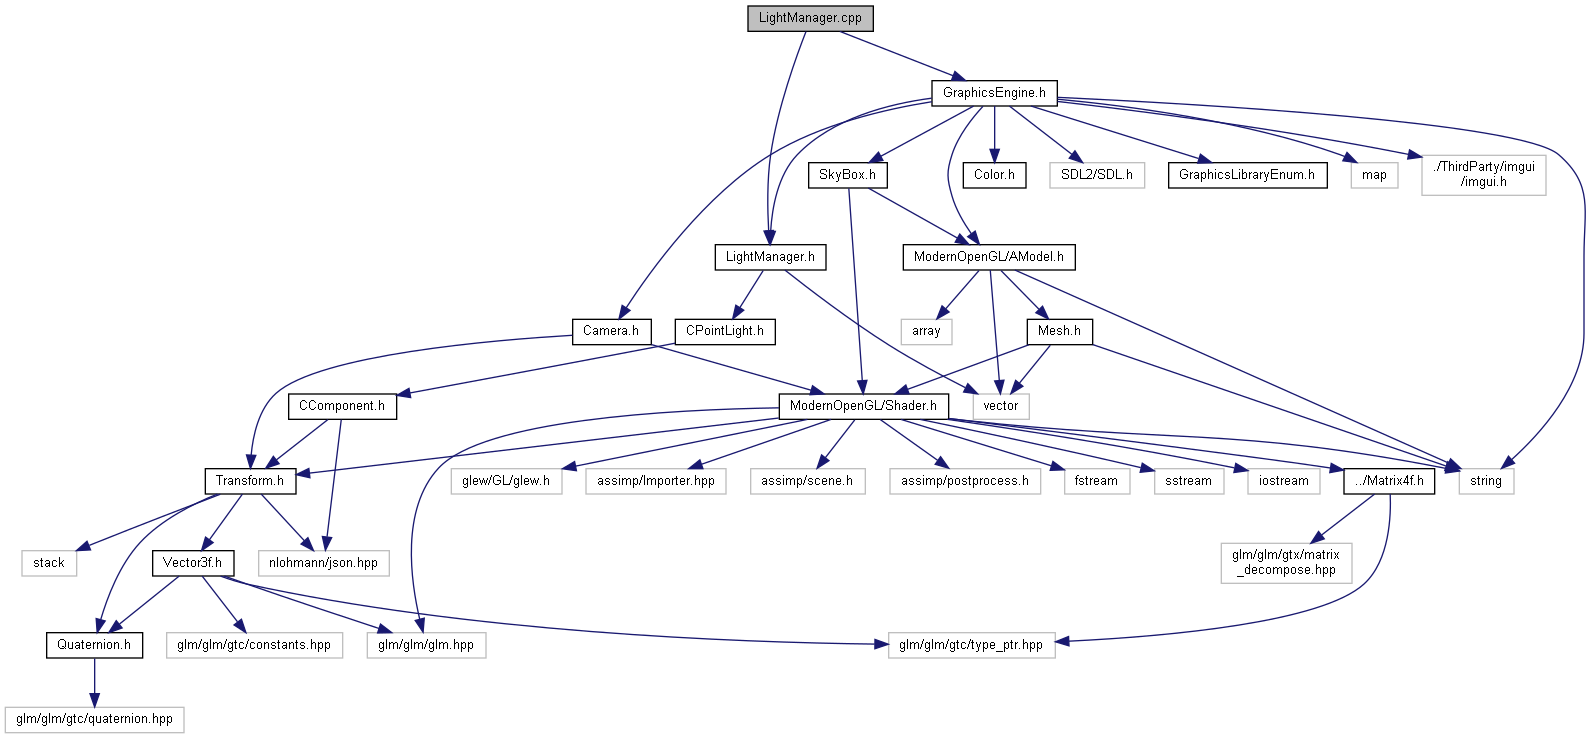 LightManager.cpp
GraphicsEngine.h
SkyBox.h
Color.h
SDL2/SDL.h
GraphicsLibraryEnum.h
map
./ThirdParty/imgui
/imgui.h
LightManager.h
ModernOpenGL/AModel.h
Camera.h
CPointLight.h
array
Mesh.h
CComponent.h
ModernOpenGL/Shader.h
vector
Transform.h
glew/GL/glew.h
assimp/Importer.hpp
assimp/scene.h
assimp/postprocess.h
fstream
sstream
iostream
../Matrix4f.h
string
stack
Vector3f.h
nlohmann/json.hpp
glm/glm/gtx/matrix
_decompose.hpp
Quaternion.h
glm/glm/gtc/constants.hpp
glm/glm/glm.hpp
glm/glm/gtc/type_ptr.hpp
glm/glm/gtc/quaternion.hpp